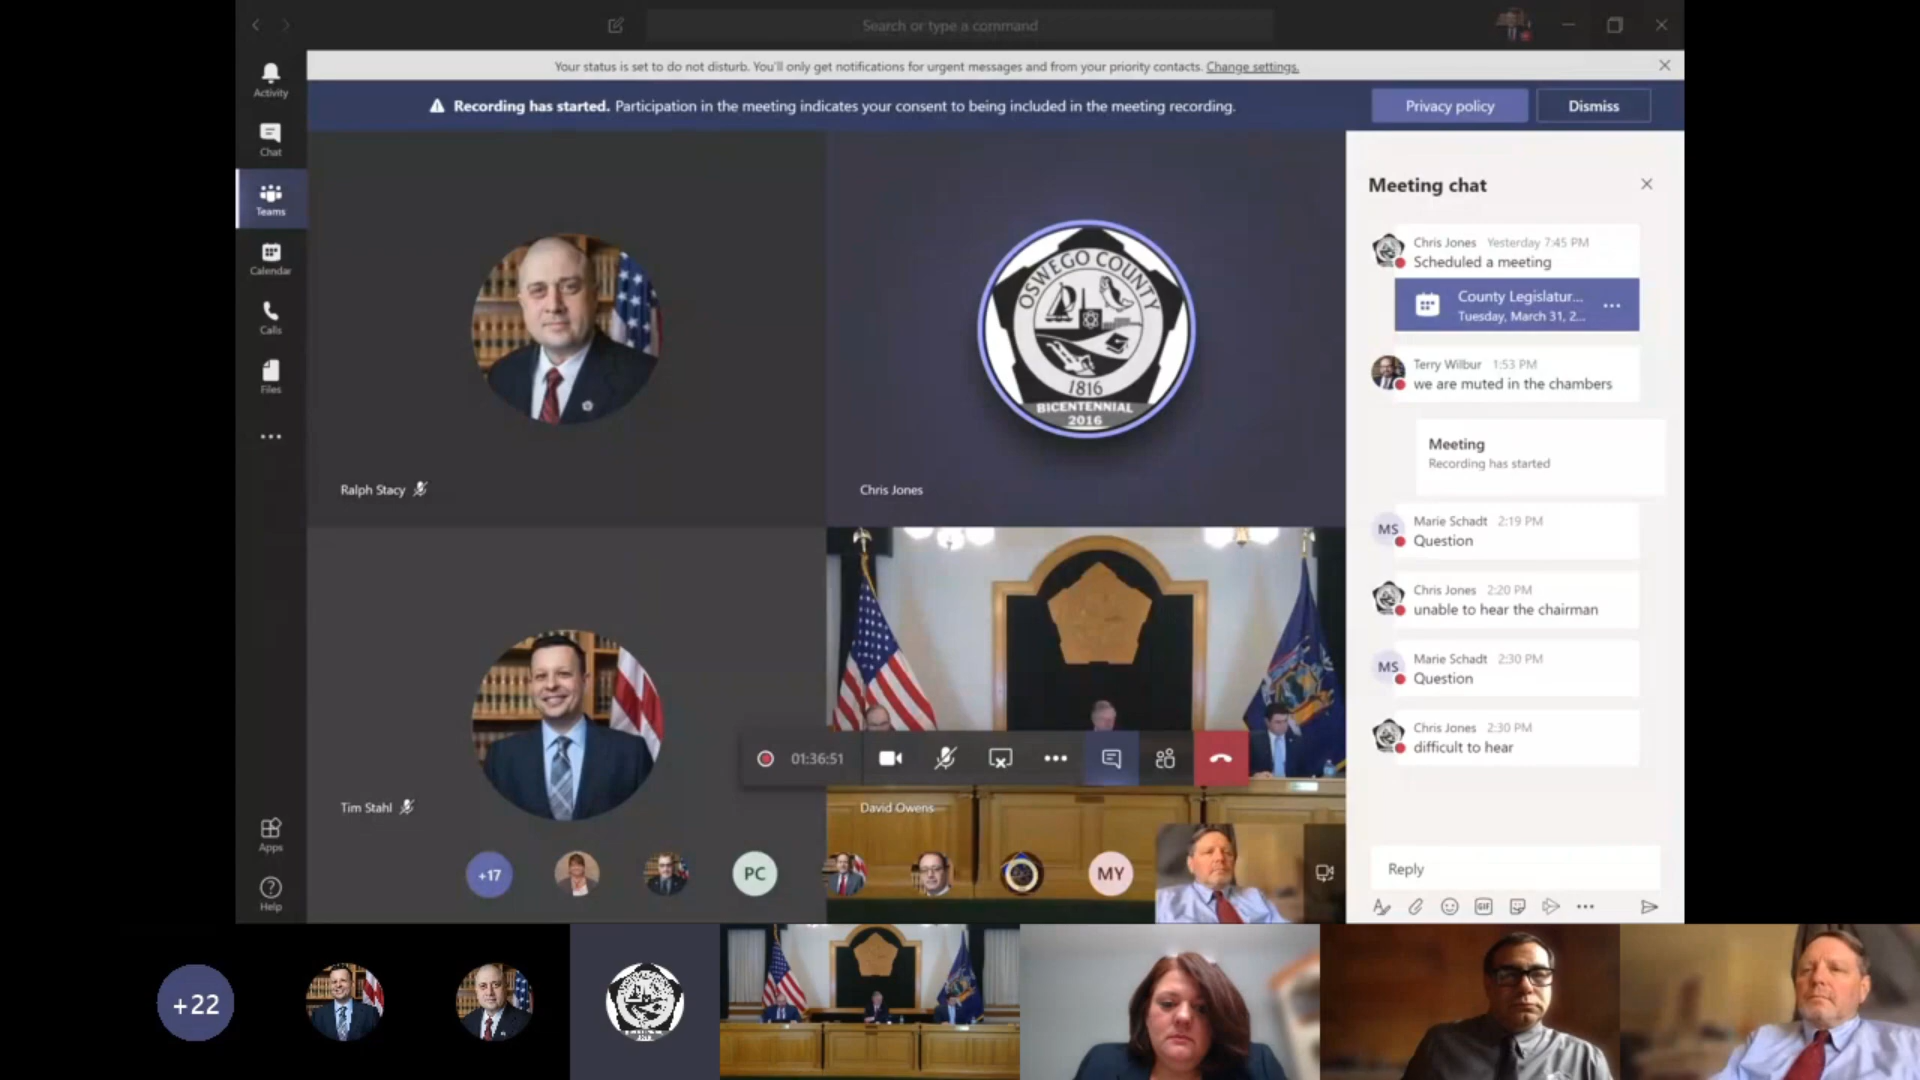 Search or type a command
Your status is set to do not disturb. You'll only get notifications for urgent messages and from your priority contacts. Change settings.
Recording has started. Participation in the meeting indicates your consent to being included in the meeting recording.
Privacy policy
Dismiss
Activity
Chat
Teams
Calendar
Calls
Files
Apps
Help
Ralph Stacy
OSWEGO COUNTY
1816
BICENTENNIAL
2016
Chris Jones
Tim Stahl
01:36:51
David Owens
+17
PC
MY
Meeting chat
Chris Jones Yesterday 7:45 PM
Scheduled a meeting
County Legislatur...
Tuesday, March 31, 2...
Terry Wilbur 1:53 PM
we are muted in the chambers
Meeting
Recording has started
MS
Marie Schadt 2:19 PM
Question
Chris Jones 2:20 PM
unable to hear the chairman
MS
Marie Schadt 2:30 PM
Question
Chris Jones 2:30 PM
difficult to hear
Reply
GIF
+22